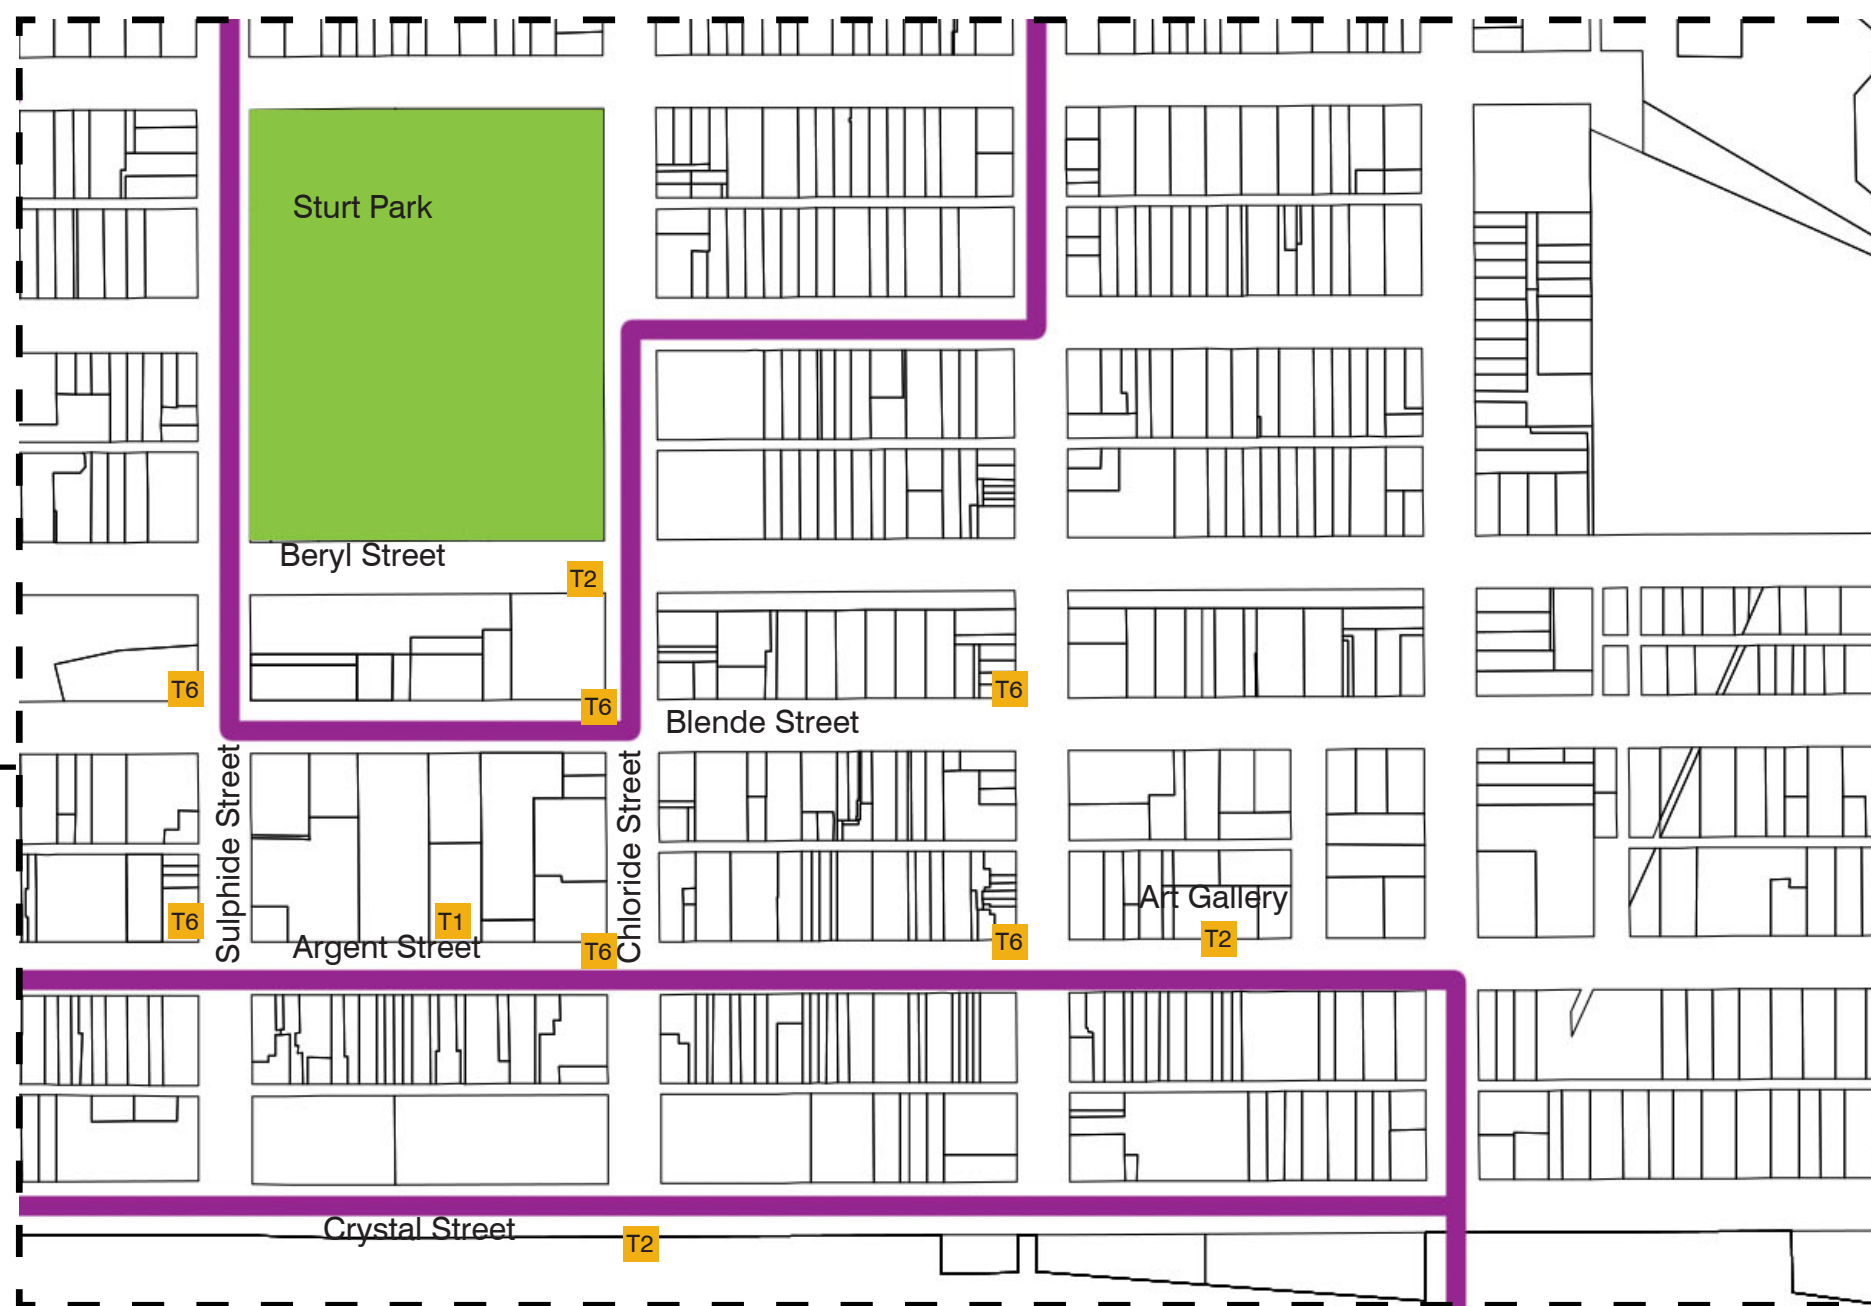 Sturt Park
Beryl Street
T2
T6
T6
T6
Blende Street
Sulphide Street
Chloride Street
T6
T1
Art Gallery
Argent Street
T6
T6
T2
Crystal Street
T2